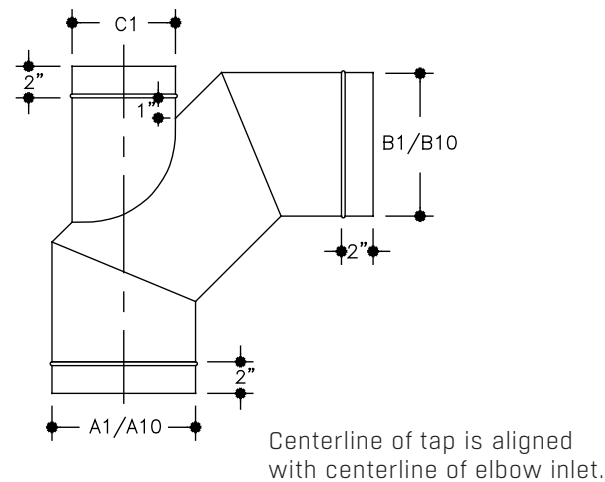 C1
2”
1”
B1/B10
2”
2”
A1/A10
Centerline of tap is aligned
with centerline of elbow inlet.